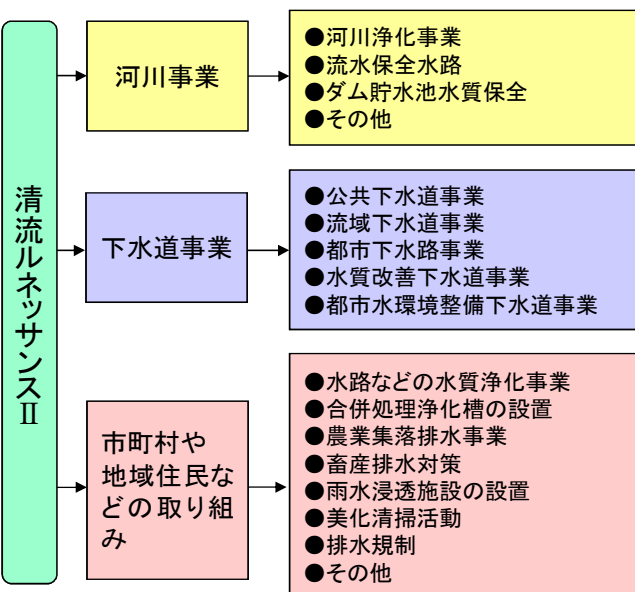 清流ルネッサンスⅡ
河川事業
●河川浄化事業
●流水保全水路
●ダム貯水池水質保全
●その他
下水道事業
●公共下水道事業
●流域下水道事業
●都市下水路事業
●水質改善下水道事業
●都市水環境整備下水道事業
市町村や
地域住民な
どの取り組
み
●水路などの水質浄化事業
●合併処理浄化槽の設置
●農業集落排水事業
●畜産排水対策
●雨水浸透施設の設置
●美化清掃活動
●排水規制
●その他